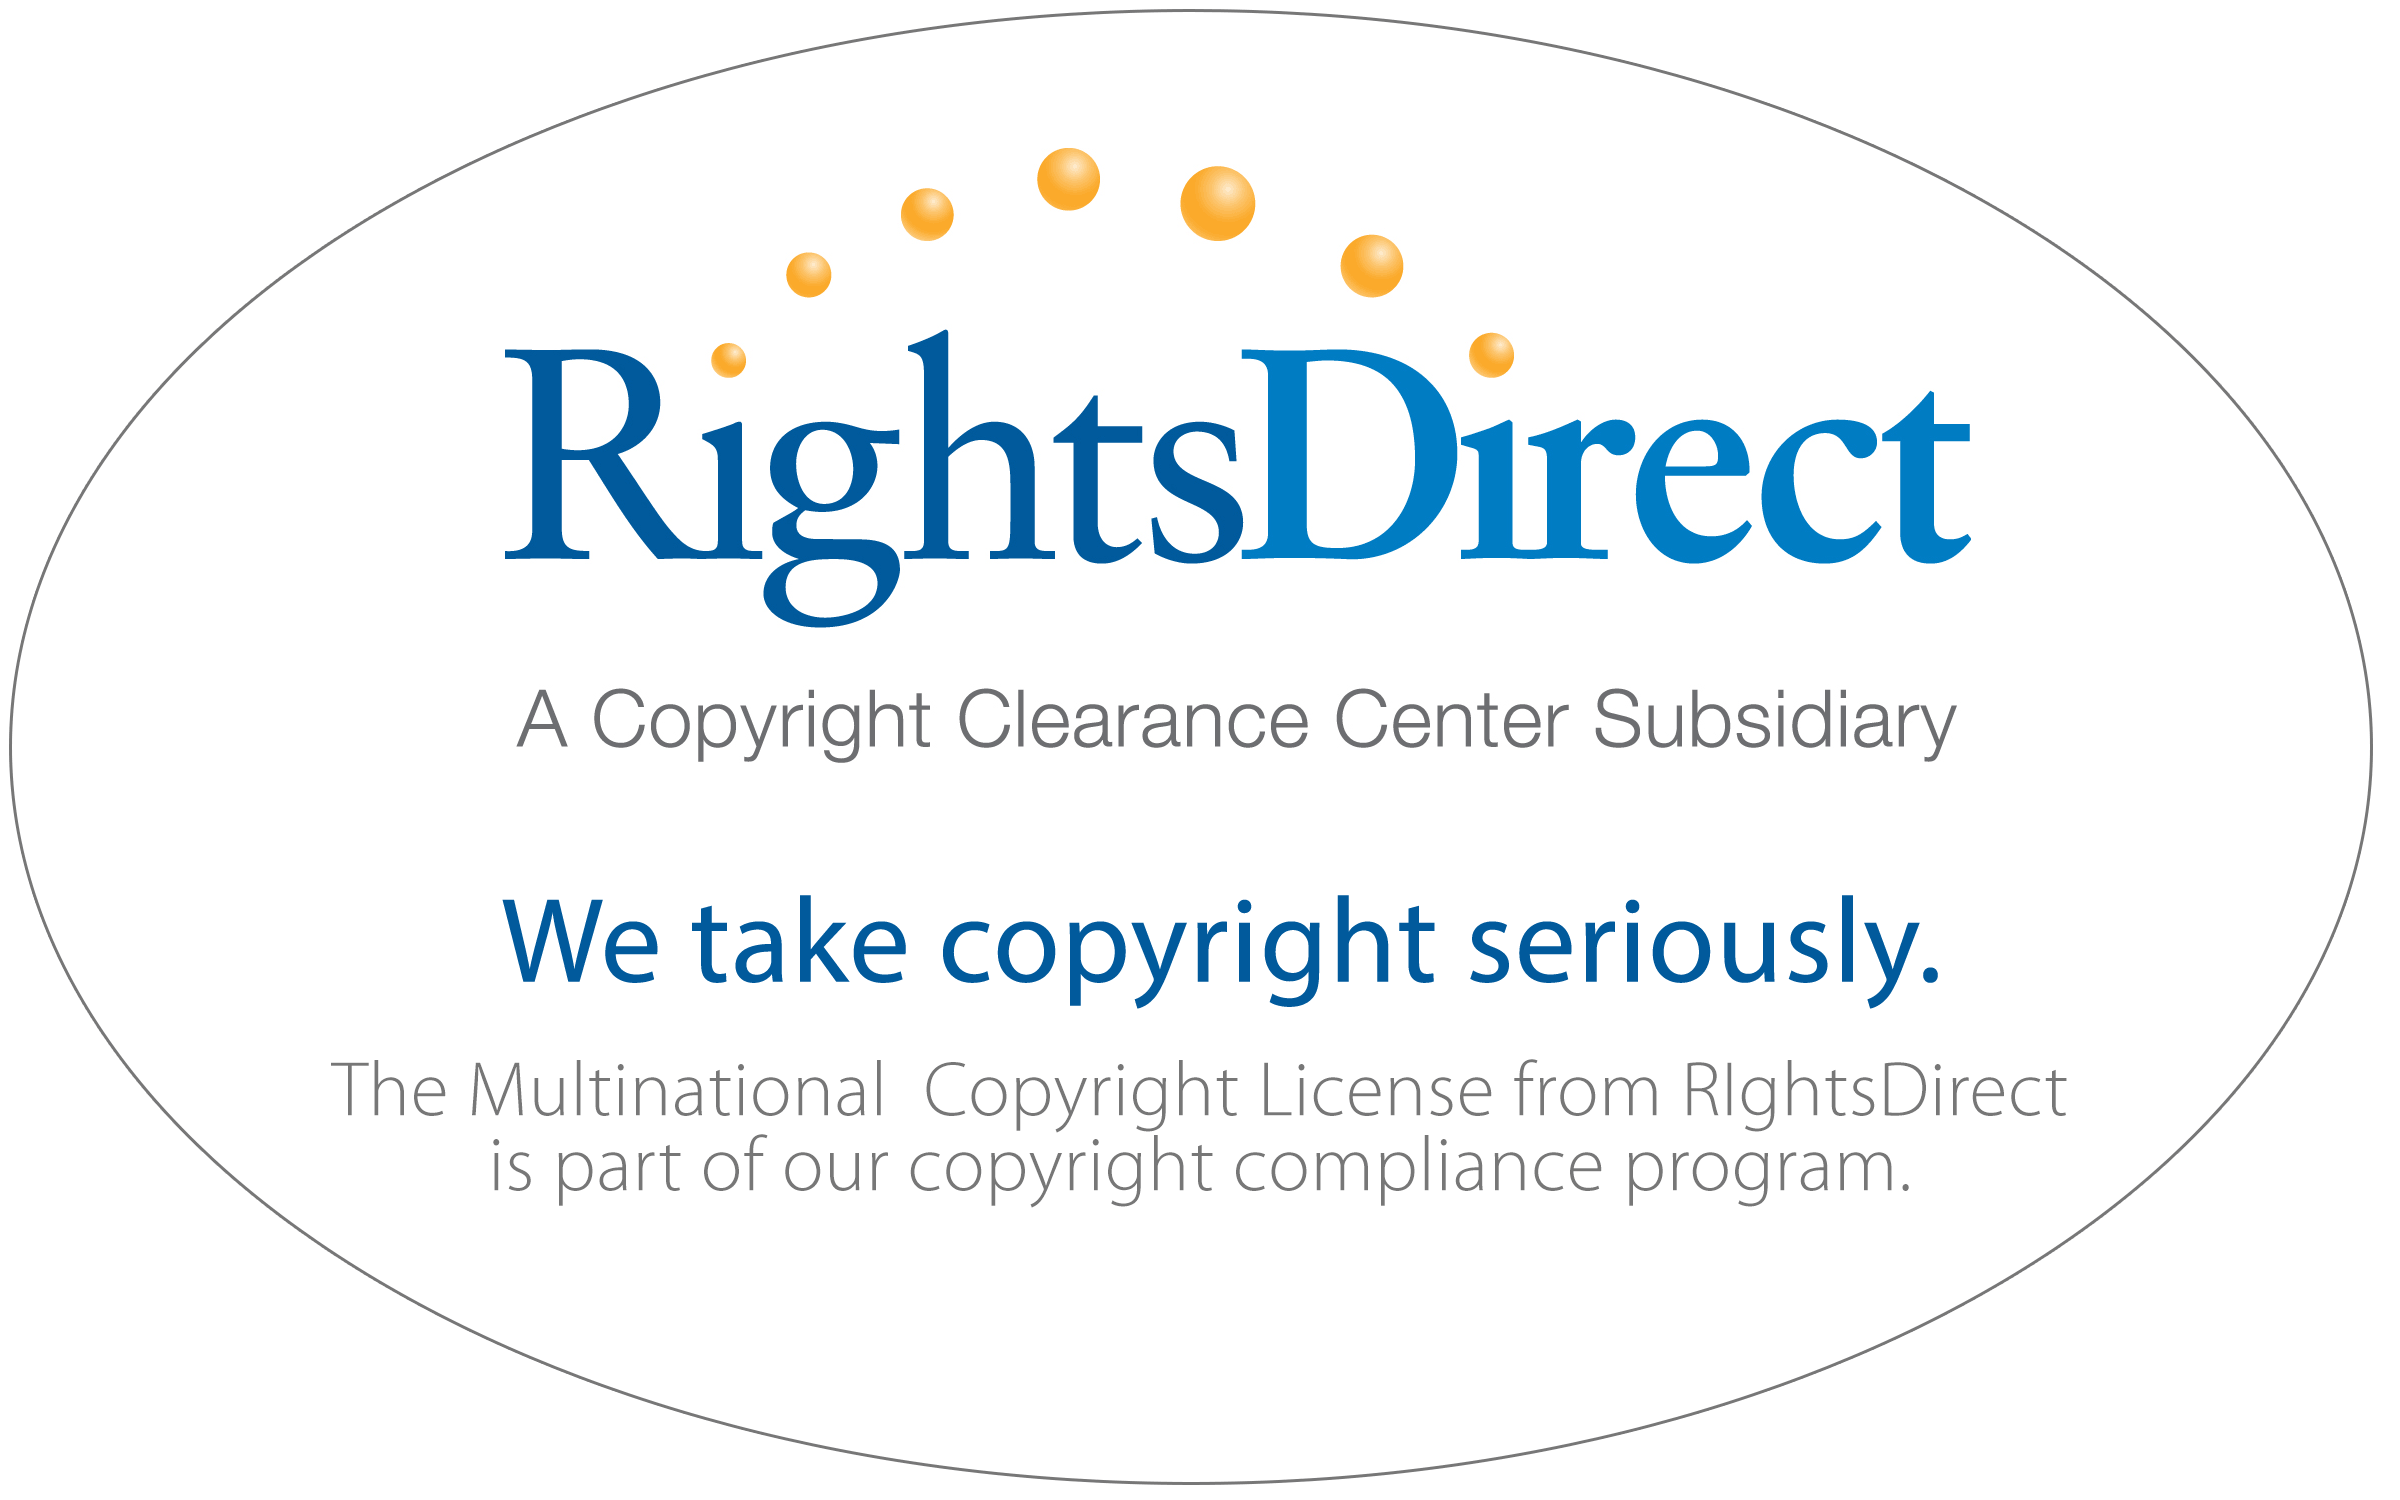 RightsDirect
A Copyright Clearance Center Subsidiary
We take copyright seriously.
The Multinational  Copyright License from RIghtsDirect
is part of our copyright compliance program.